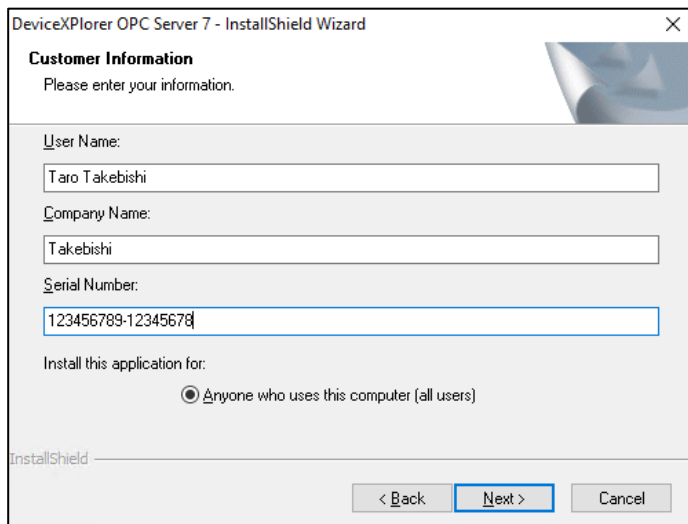 DeviceXPlorer OPC Server 7 - InstallShield Wizard
Customer Information
Please enter your information.
User Name:
Taro Takebishi
Company Name:
Takebishi
Serial Number:
123456789-12345678
Install this application for:
Anyone who uses this computer (all users)
InstallShield
< Back Next > Cancel